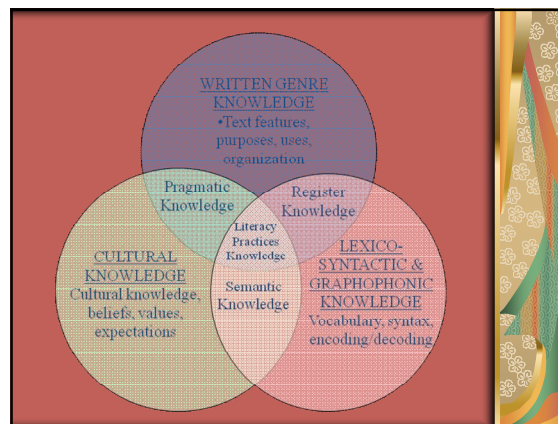 WRITTEN GENRE
KNOWLEDGE
•Text features,
purposes, uses,
organization
Pragmatic
Knowledge
Register
Knowledge
Literacy
Practices
Knowledge
CULTURAL
KNOWLEDGE
Cultural knowledge,
beliefs, values,
expectations
Semantic
Knowledge
LEXICO-
SYNTACTIC &
GRAPHOPHONIC
KNOWLEDGE
Vocabulary, syntax,
encoding/decoding